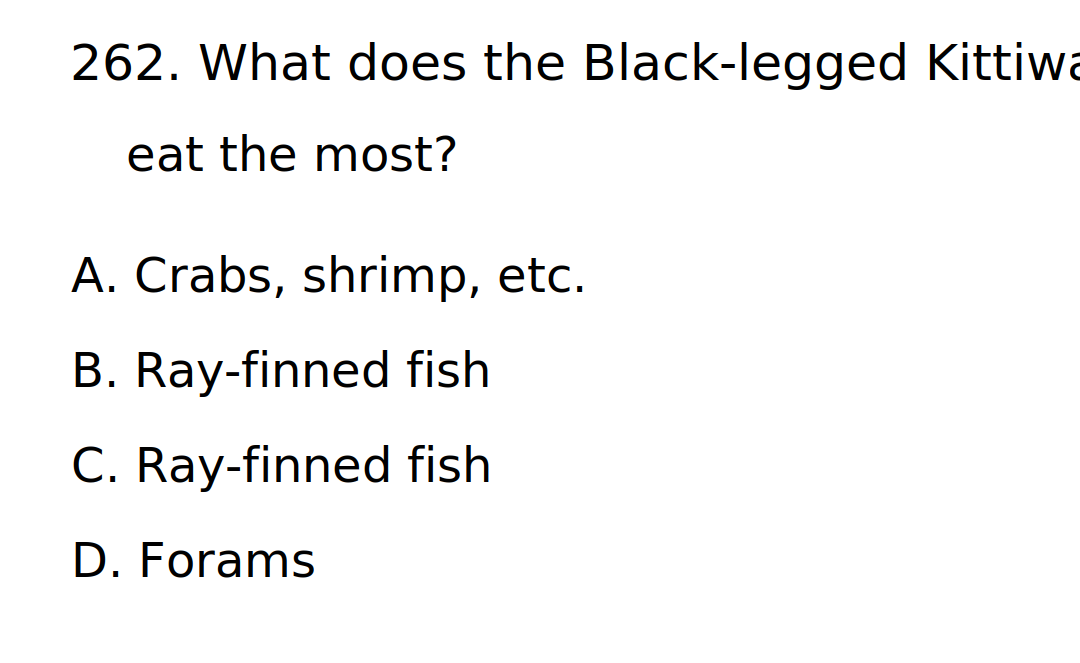 262. What does the Black-legged Kittiwa
eat the most?
A. Crabs, shrimp, etc.
B. Ray-finned fish
C. Ray-finned fish
D. Forams